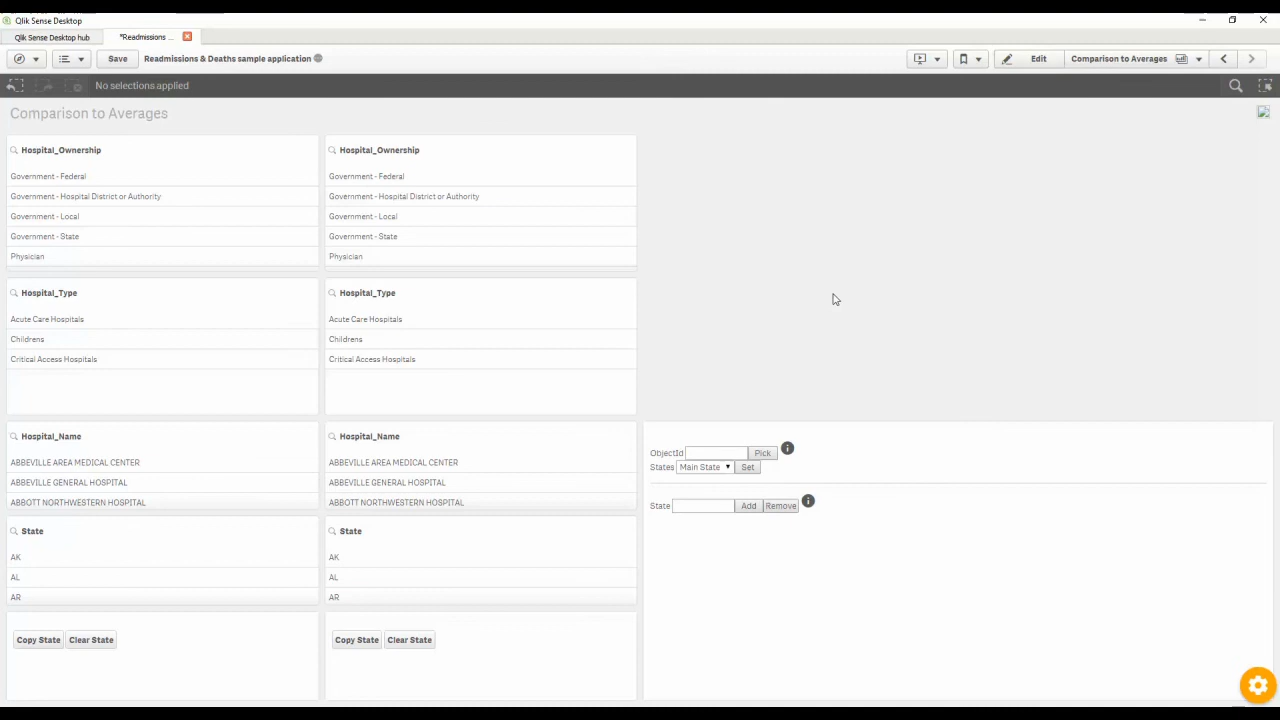 Qlik Sense Desktop
Qlik Sense Desktop hub
*Readmissions ...
Save
Readmissions & Deaths sample application
Edit
Comparison to Averages
No selections applied
Comparison to Averages
Hospital_Ownership
Government - Federal
Government - Hospital District or Authority
Government - Local
Government - State
Physician
Hospital_Ownership
Government - Federal
Government - Hospital District or Authority
Government - Local
Government - State
Physician
Hospital_Type
Acute Care Hospitals
Childrens
Critical Access Hospitals
Hospital_Type
Acute Care Hospitals
Childrens
Critical Access Hospitals
Hospital_Name
ABBEVILLE AREA MEDICAL CENTER
ABBEVILLE GENERAL HOSPITAL
ABBOTT NORTHWESTERN HOSPITAL
Hospital_Name
ABBEVILLE AREA MEDICAL CENTER
ABBEVILLE GENERAL HOSPITAL
ABBOTT NORTHWESTERN HOSPITAL
ObjectId Pick
States Main State Set
State Add Remove
State
AK
AL
AR
State
AK
AL
AR
Copy State Clear State
Copy State Clear State